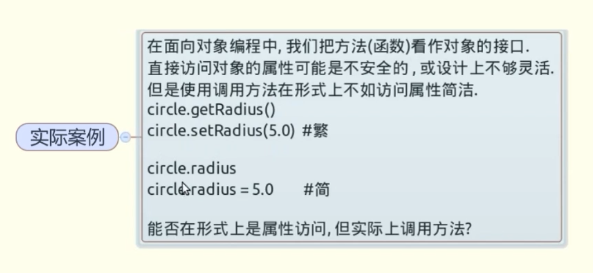 实际案例
在面向对象编程中, 我们把方法(函数)看作对象的接口.
直接访问对象的属性可能是不安全的, 或设计上不够灵活.
但是使用调用方法在形式上不如访问属性简洁.
circle.getRadius()
circle.setRadius(5.0) #繁
circle.radius
circle.radius = 5.0 #简
能否在形式上是属性访问, 但实际上调用方法?